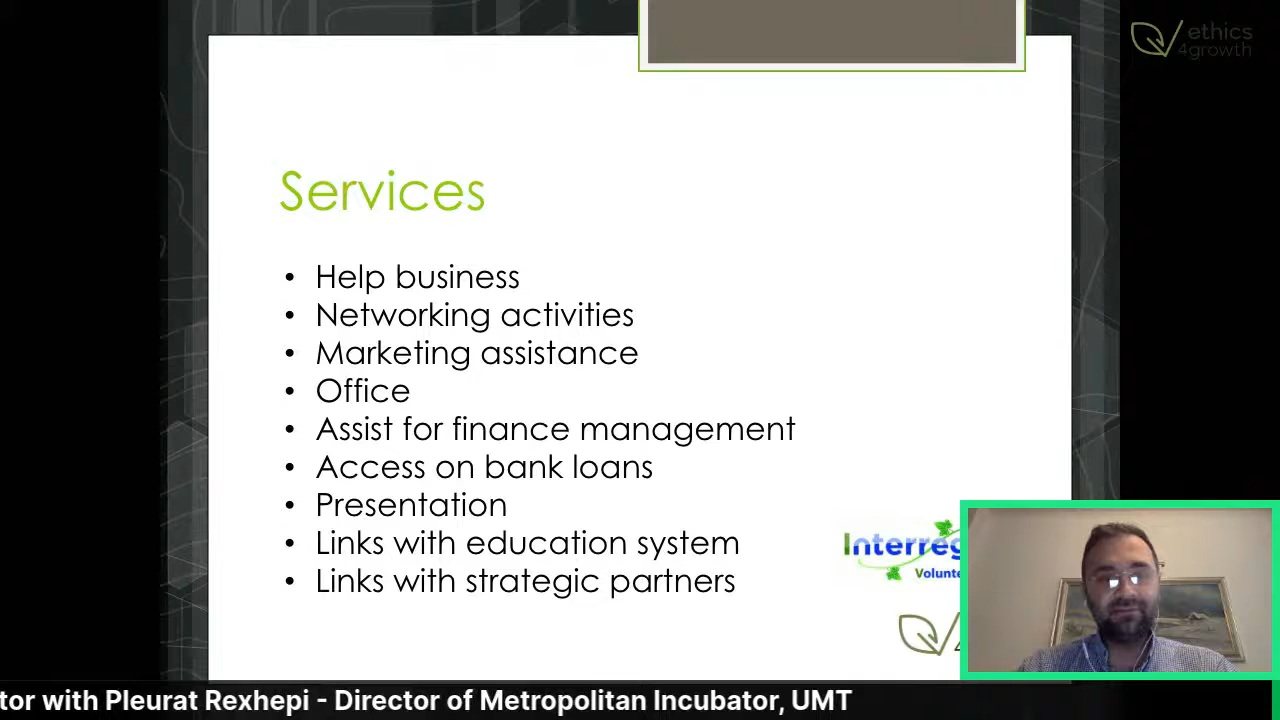 ethics
4growth
Services
• Help business
• Networking activities
• Marketing assistance
• Office
• Assist for finance management
• Access on bank loans
• Presentation
• Links with education system
• Links with strategic partners
Interreg
Volunte
tor with Pleurat Rexhepi - Director of Metropolitan Incubator, UMT